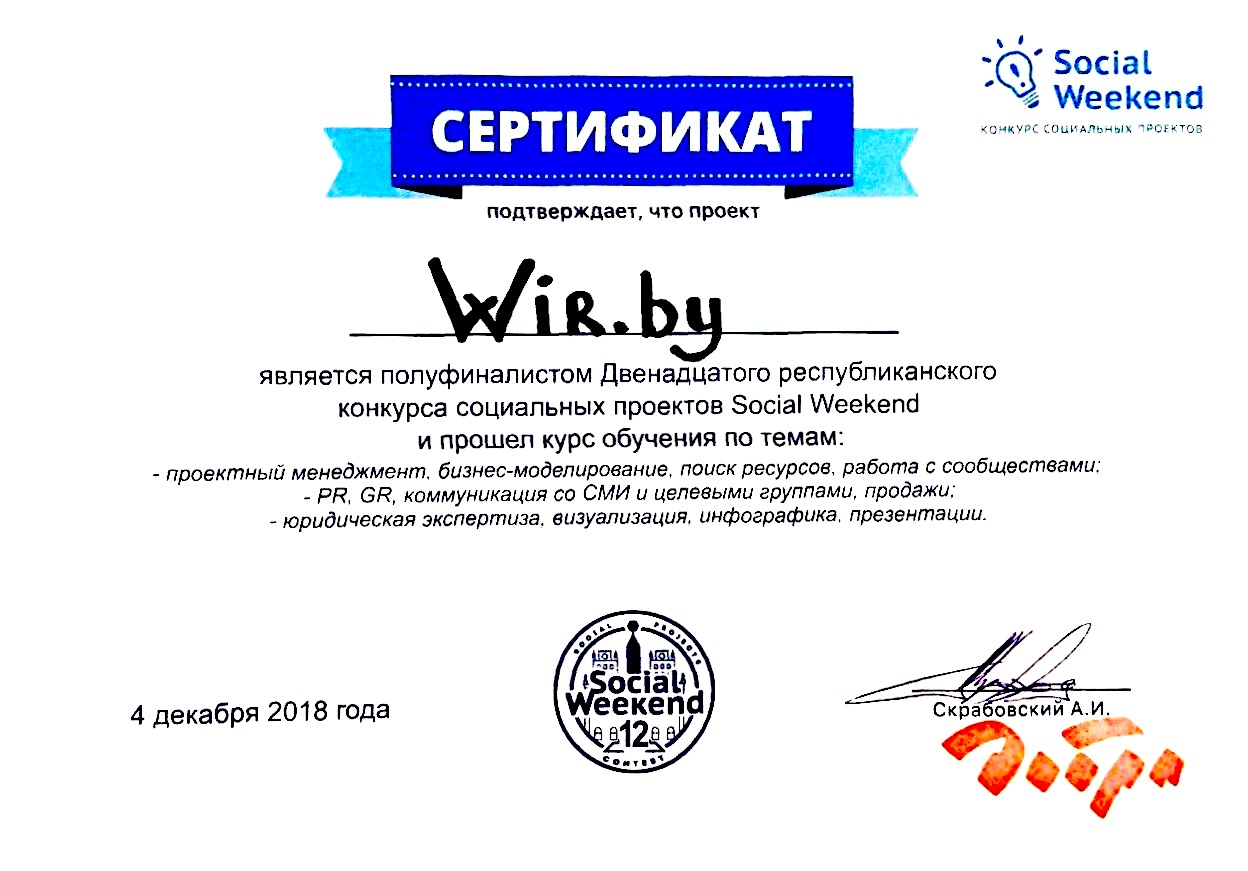 Social
Weekend
КОНКУРС СОЦИАЛЬНЫХ ПРОЕКТОВ
СЕРТИФИКАТ
подтверждает, что проект
WiR.by
является полуфиналистом Двенадцатого республиканского
конкурса социальных проектов Social Weekend
и прошел курс обучения по темам:
- проектный менеджмент, бизнес-моделирование, поиск ресурсов, работа с сообществами;
- PR, GR, коммуникация со СМИ и целевыми группами, продажи;
- юридическая экспертиза, визуализация, инфографика, презентации.
SOCIAL PROJECTS
Social
Weekend
12
CONTEST
4 декабря 2018 года
Скрабовский А.И.